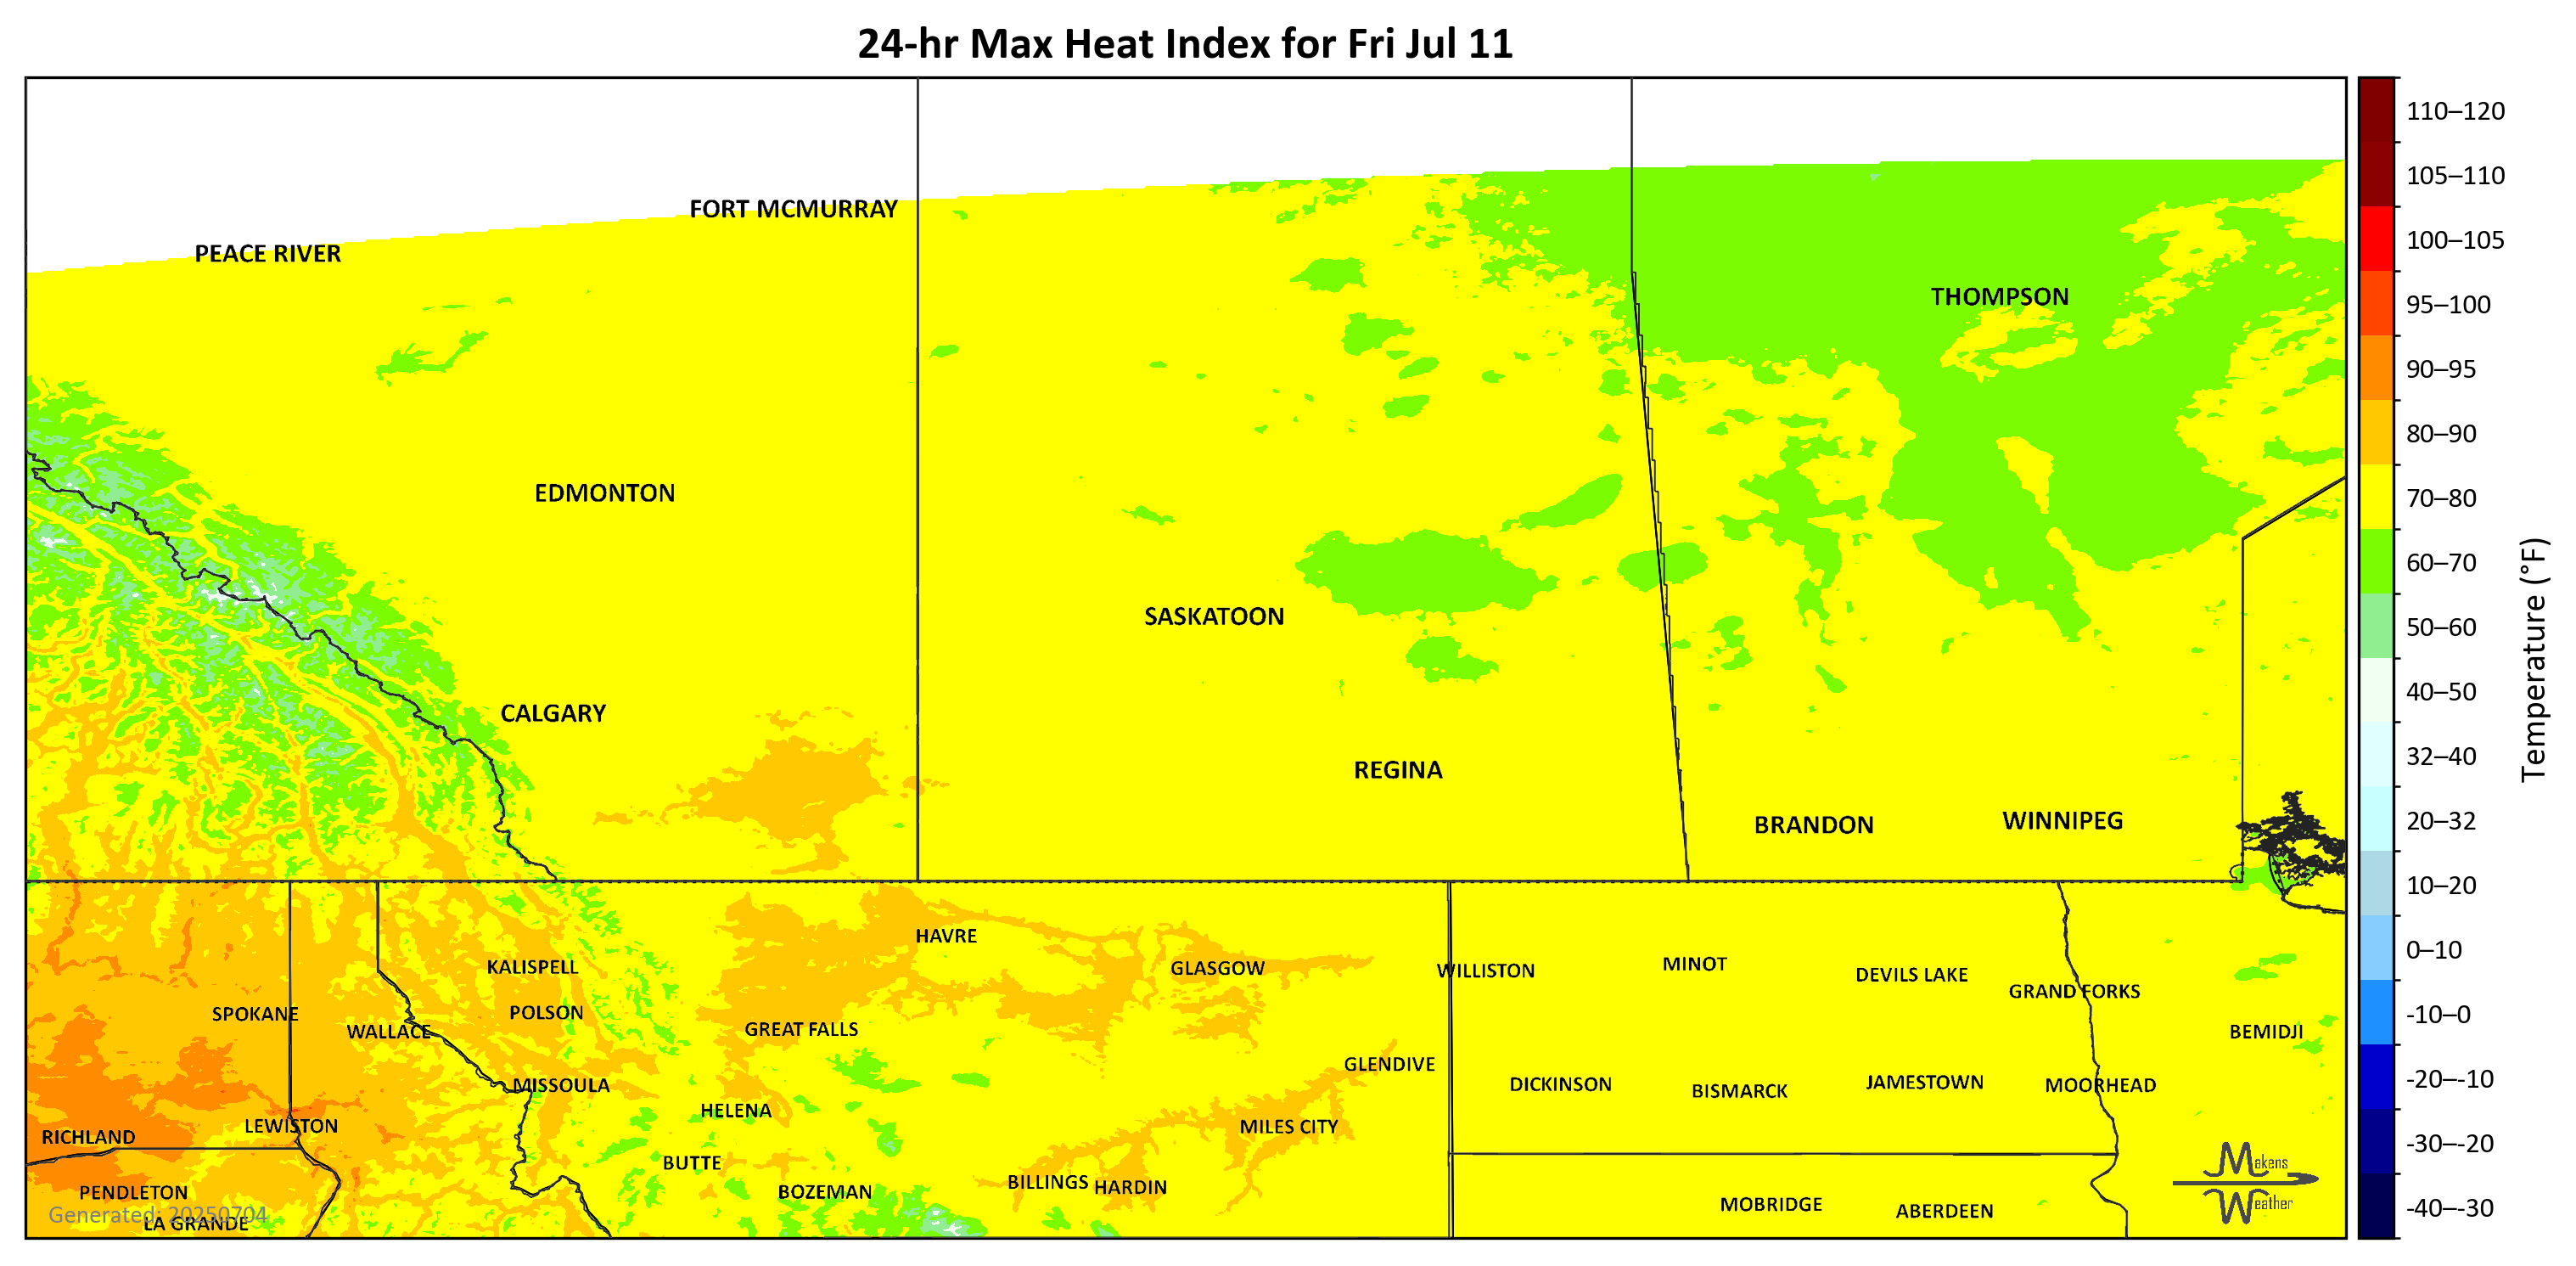 24-hr Max Heat Index for Fri Jul 11
FORT MCMURRAY
PEACE RIVER
THOMPSON
EDMONTON
SASKATOON
CALGARY
REGINA
BRANDON
WINNIPEG
HAVRE
KALISPELL
GLASGOW
WILLISTON
MINOT
DEVILS LAKE
GRAND FORKS
SPOKANE
POLSON
WALLACE
GREAT FALLS
BEMIDJI
GLENDIVE
MISSOULA
DICKINSON
BISMARCK
JAMESTOWN
MOORHEAD
HELENA
LEWISTON
MILES CITY
RICHLAND
BUTTE
BILLINGS
HARDIN
PENDLETON
BOZEMAN
MOBRIDGE
ABERDEEN
LA GRANDE
Generated: 20250704
Makens
Weather
110–120
105–110
100–105
95–100
90–95
80–90
70–80
60–70
50–60
40–50
32–40
20–32
10–20
0–10
-10–0
-20–-10
-30–-20
-40–-30
Temperature (°F)